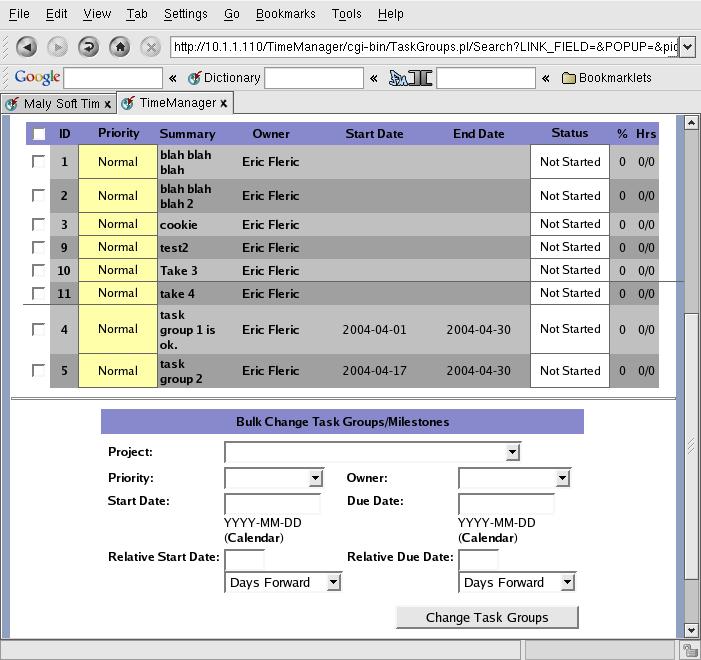 File Edit View Tab Settings Go Bookmarks Tools Help
http://10.1.1.110/TimeManager/cgi-bin/TaskGroups.pl/Search?LINK_FIELD=&POPUP=&pic
Google « Dictionary « « Bookmarklets
Maly Soft Tim x TimeManager x
ID Priority Summary Owner Start Date End Date Status % Hrs
1 Normal blah blah blah Eric Fleric Not Started 0 0/0
2 Normal blah blah blah 2 Eric Fleric Not Started 0 0/0
3 Normal cookie Eric Fleric Not Started 0 0/0
9 Normal test2 Eric Fleric Not Started 0 0/0
10 Normal Take 3 Eric Fleric Not Started 0 0/0
11 Normal take 4 Eric Fleric Not Started 0 0/0
4 Normal task group 1 is ok. Eric Fleric 2004-04-01 2004-04-30 Not Started 0 0/0
5 Normal task group 2 Eric Fleric 2004-04-17 2004-04-30 Not Started 0 0/0
Bulk Change Task Groups/Milestones
Project:
Priority: Owner:
Start Date: Due Date:
YYYY-MM-DD YYYY-MM-DD
(Calendar) (Calendar)
Relative Start Date: Relative Due Date:
Days Forward Days Forward
Change Task Groups